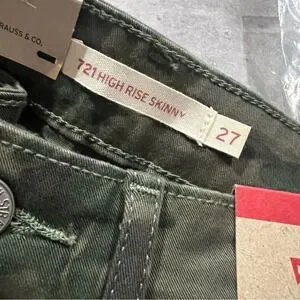 RAUSS & CO.
721 HIGH RISE SKINNY
27